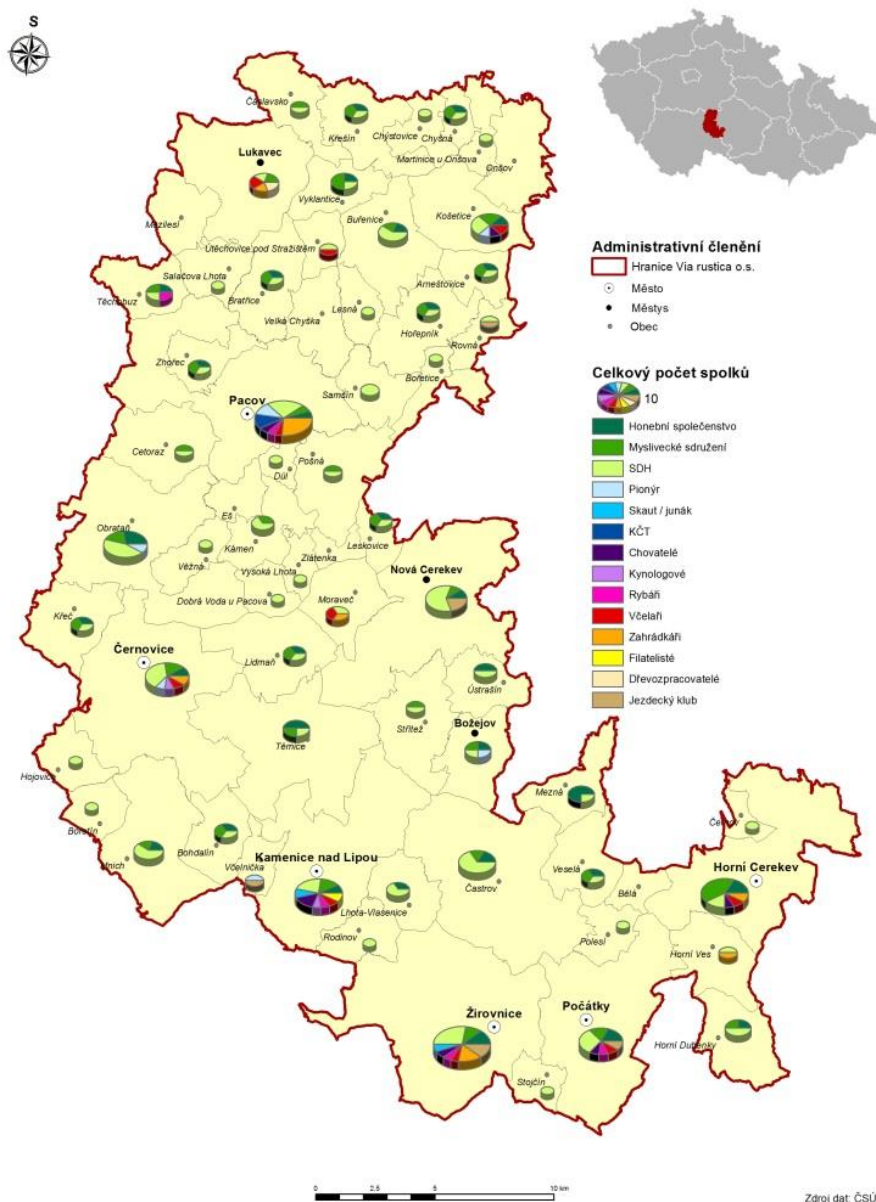 S
Čáslavsko
Křešín
Chýstovice
Chyšná
Martinice u Onšova
Onšov
Lukavec
Vyklantice
Buřenice
Košetice
Mezilesí
Útěchovice pod Stražištěm
Salačova Lhota
Těchobuz
Bratřice
Velká Chyška
Lesná
Arneštovice
Hořepník
Rovná
Bořetice
Zhořec
Samšín
Pacov
Cetoraz
Důl
Pošná
Obrataň
Eš
Kámen
Věžná
Zlátenka
Vysoká Lhota
Leskovice
Nová Cerekev
Dobrá Voda u Pacova
Moraveč
Křeč
Černovice
Lidmaň
Ústrašín
Střítež
Božejov
Těmice
Hojovice
Mezná
Černov
Borštín
Mnich
Bohdalín
Včelnička
Kamenice nad Lipou
Lhota-Vlasenice
Častrov
Veselá
Bělá
Horní Cerekev
Rodinov
Polesí
Horní Ves
Žirovnice
Počátky
Horní Dubenky
Stojčín
Administrativní členění
Hranice Via rustica o.s.
Město
Městys
Obec
Celkový počet spolků
10
Honební společenstvo
Myslivecké sdružení
SDH
Pionýr
Skaut / junák
KČT
Chovatelé
Kynologové
Rybáři
Včelaři
Zahrádkáři
Filatelisté
Dřevozpracovatelé
Jezdecký klub
0 2,5 5 10 km
Zdroj dat: ČSÚ